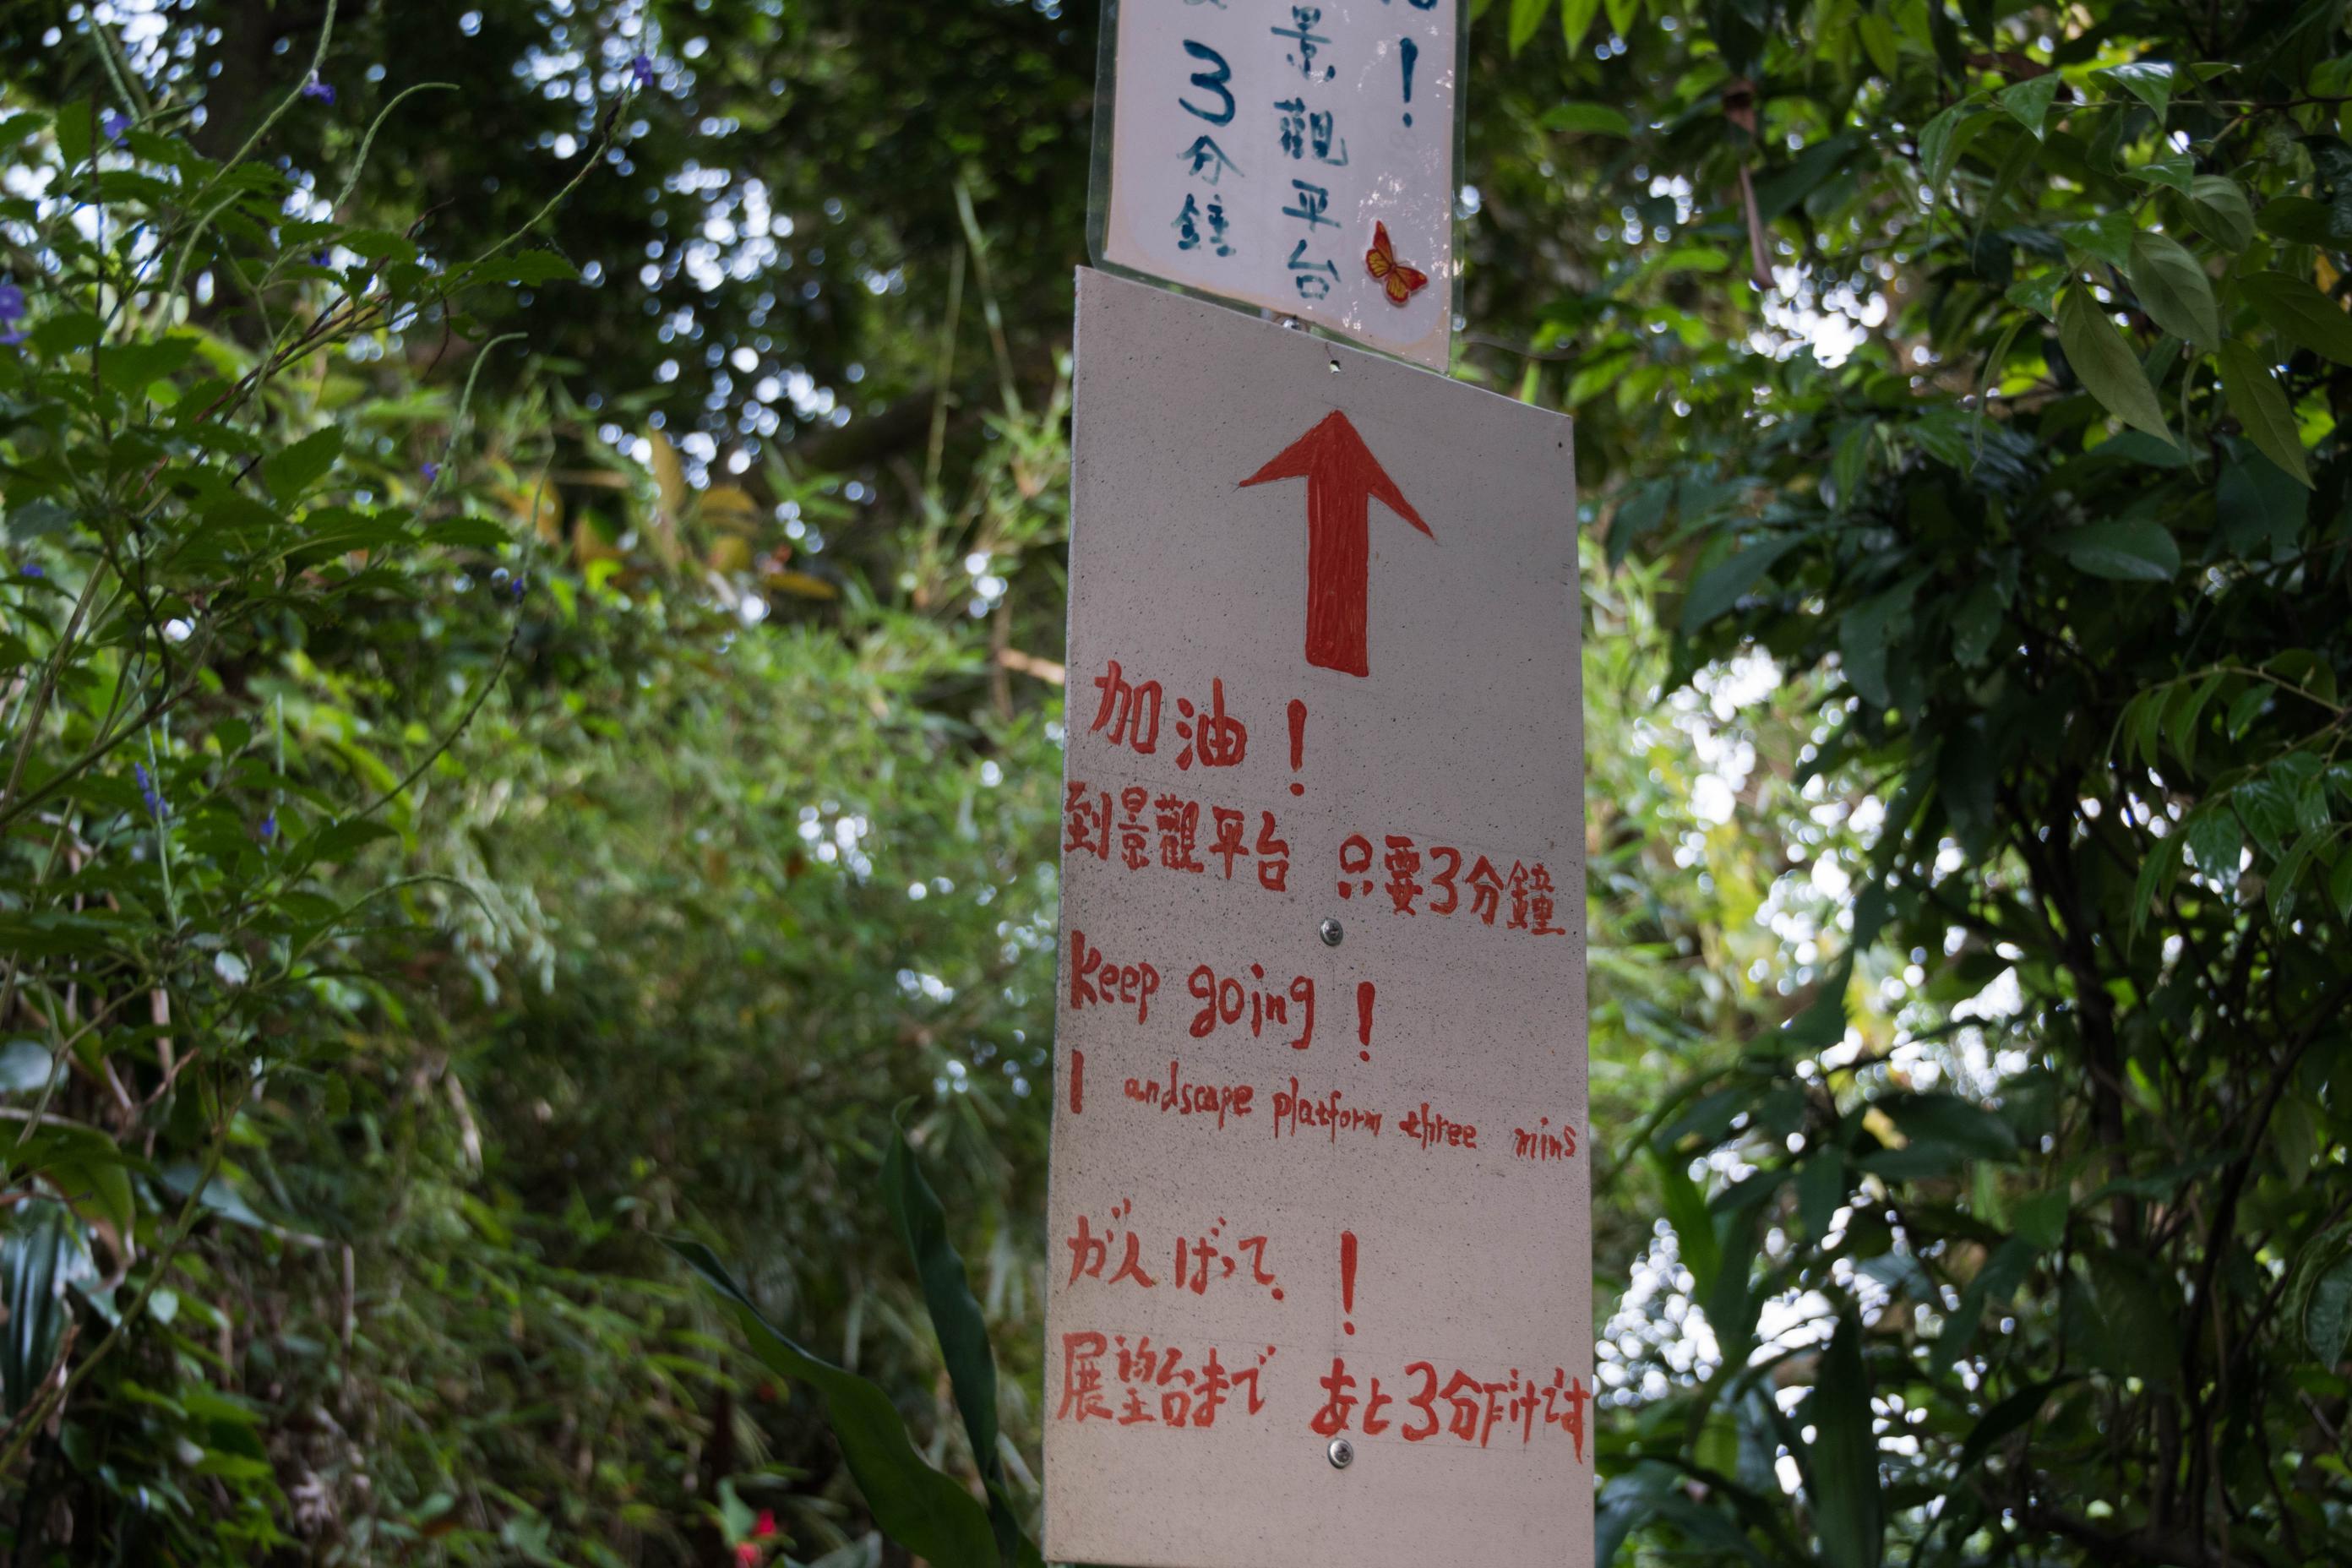 ！
景觀平台
3分鐘
加油！
到景觀平台 只要3分鐘
Keep going !
l andscape platform three mins
がんばって. !
展望台まで あと3分だけです